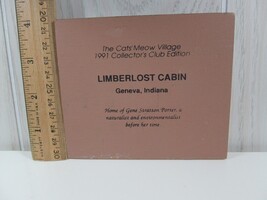 The Cats Meow Village
1991 Collector's Club Edition
LIMBERLOST CABIN
Geneva, Indiana
Home of Gene Stratton Porter, a
naturalist and environmentalist
before her time